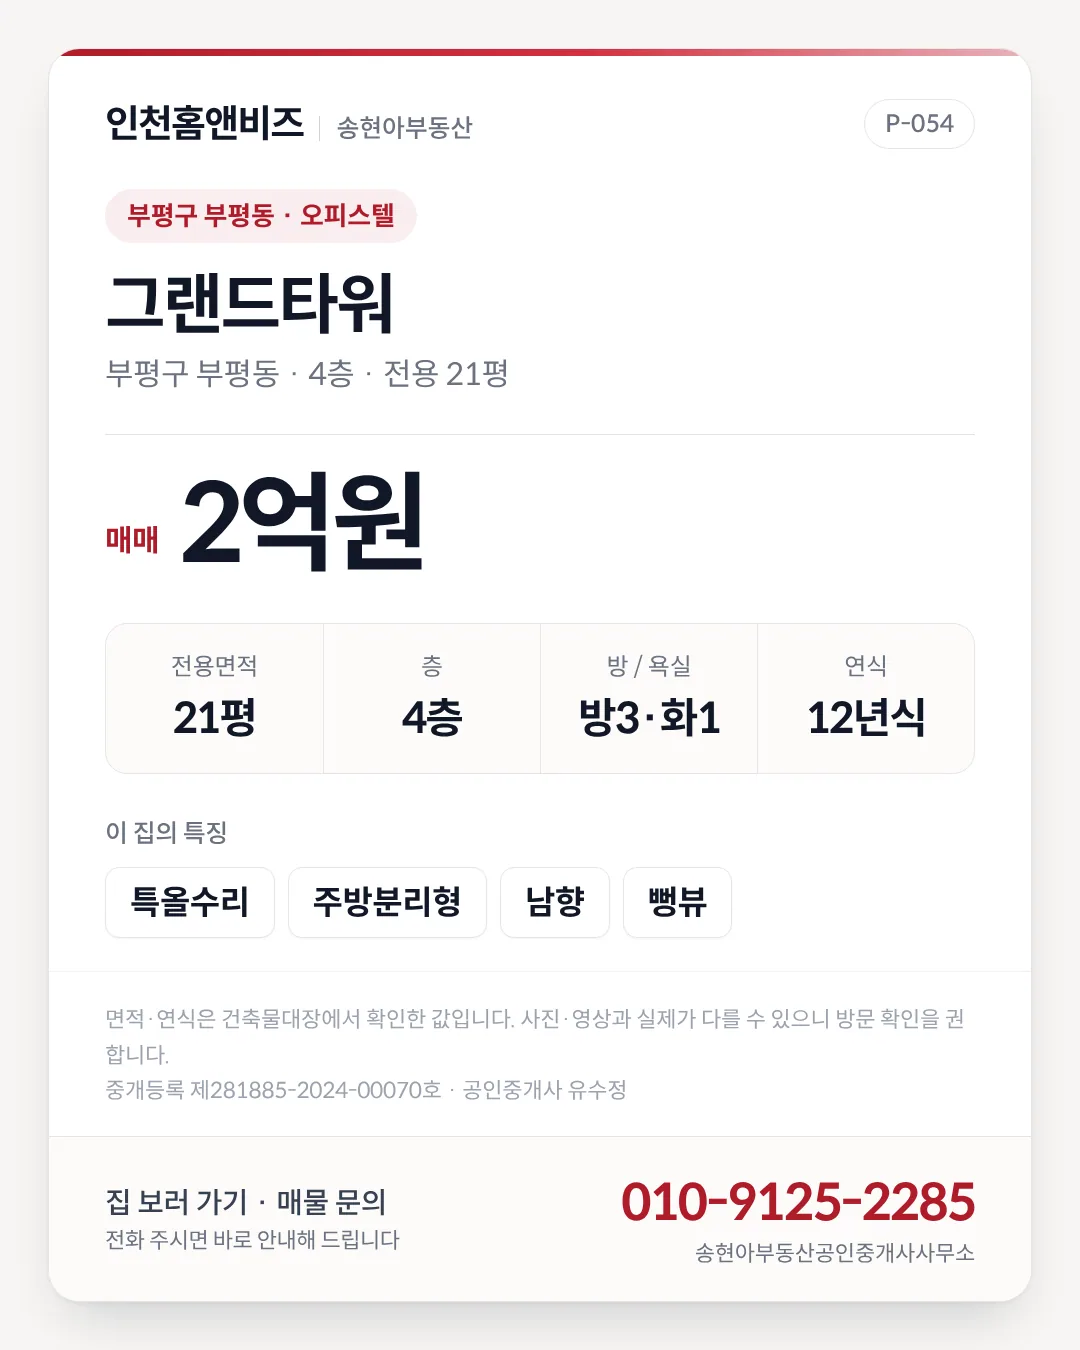 인천홈앤비즈 | 송현아부동산
P-054
부평구 부평동 · 오피스텔
그랜드타워
부평구 부평동 · 4층 · 전용 21평
매매 2억원
전용면적
21평
층
4층
방 / 욕실
방3·화1
연식
12년식
이 집의 특징
특올수리
주방분리형
남향
뻥뷰
면적·연식은 건축물대장에서 확인한 값입니다. 사진·영상과 실제가 다를 수 있으니 방문 확인을 권
합니다.
중개등록 제281885-2024-00070호 · 공인중개사 유수정
집 보러 가기 · 매물 문의
전화 주시면 바로 안내해 드립니다
010-9125-2285
송현아부동산공인중개사사무소